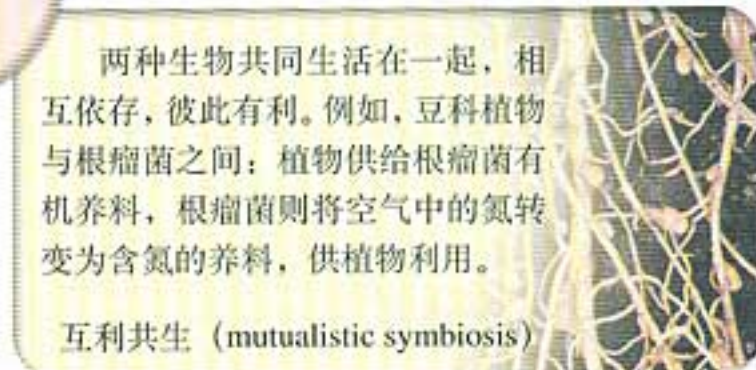 两种生物共同生活在一起，相
互依存，彼此有利。例如，豆科植物
与根瘤菌之间：植物供给根瘤菌有
机养料，根瘤菌则将空气中的氮转
变为含氮的养料，供植物利用。
互利共生（mutualistic symbiosis）